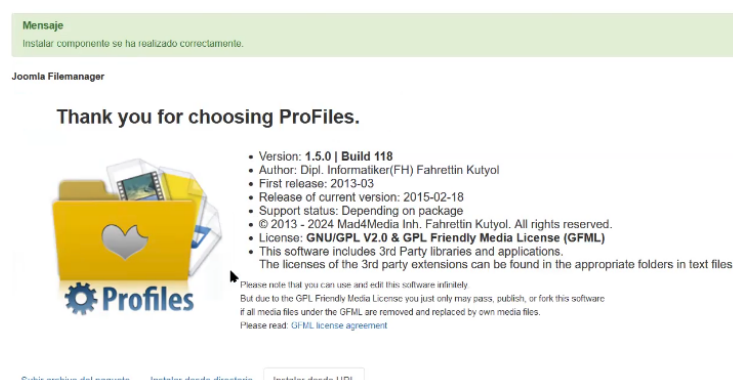 Mensaje
Instalar componente se ha realizado correctamente.
Joomla Filemanager
Thank you for choosing ProFiles.
Version: 1.5.0 | Build 118
Author: Dipl. Informatiker(FH) Fahrettin Kutyol
First release: 2013-03
Release of current version: 2015-02-18
Support status: Depending on package
© 2013 - 2024 Mad4Media Inh. Fahrettin Kutyol. All rights reserved.
License: GNU/GPL V2.0 & GPL Friendly Media License (GFML)
This software includes 3rd Party libraries and applications.
The licenses of the 3rd party extensions can be found in the appropriate folders in text files
Profiles
Please note that you can use and edit this software infinitely.
But due to the GPL Friendly Media License you just only may pass, publish, or fork this software
if all media files under the GFML are removed and replaced by own media files.
Please read: GFML license agreement
Subir archivo del paquete Instalar desde directorio Instalar desde URL